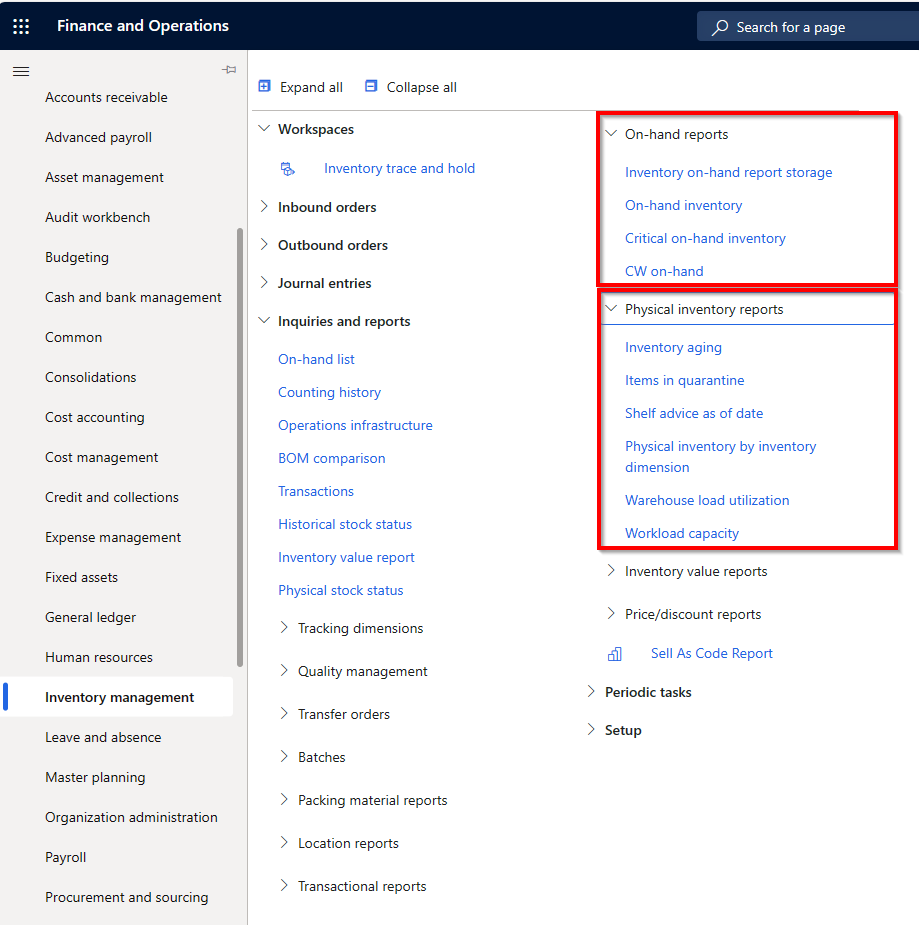 Finance and Operations
Search for a page
Accounts receivable
Advanced payroll
Asset management
Audit workbench
Budgeting
Cash and bank management
Common
Consolidations
Cost accounting
Cost management
Credit and collections
Expense management
Fixed assets
General ledger
Human resources
Inventory management
Leave and absence
Master planning
Organization administration
Payroll
Procurement and sourcing
Expand all
Collapse all
Workspaces
Inventory trace and hold
Inbound orders
Outbound orders
Journal entries
Inquiries and reports
On-hand list
Counting history
Operations infrastructure
BOM comparison
Transactions
Historical stock status
Inventory value report
Physical stock status
Tracking dimensions
Quality management
Transfer orders
Batches
Packing material reports
Location reports
Transactional reports
On-hand reports
Inventory on-hand report storage
On-hand inventory
Critical on-hand inventory
CW on-hand
Physical inventory reports
Inventory aging
Items in quarantine
Shelf advice as of date
Physical inventory by inventory
dimension
Warehouse load utilization
Workload capacity
Inventory value reports
Price/discount reports
Sell As Code Report
Periodic tasks
Setup